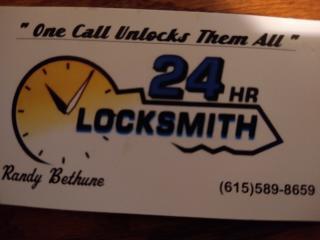 " One Call Unlocks Them All "
24 HR
LOCKSMITH
Randy Bethune
(615)589-8659